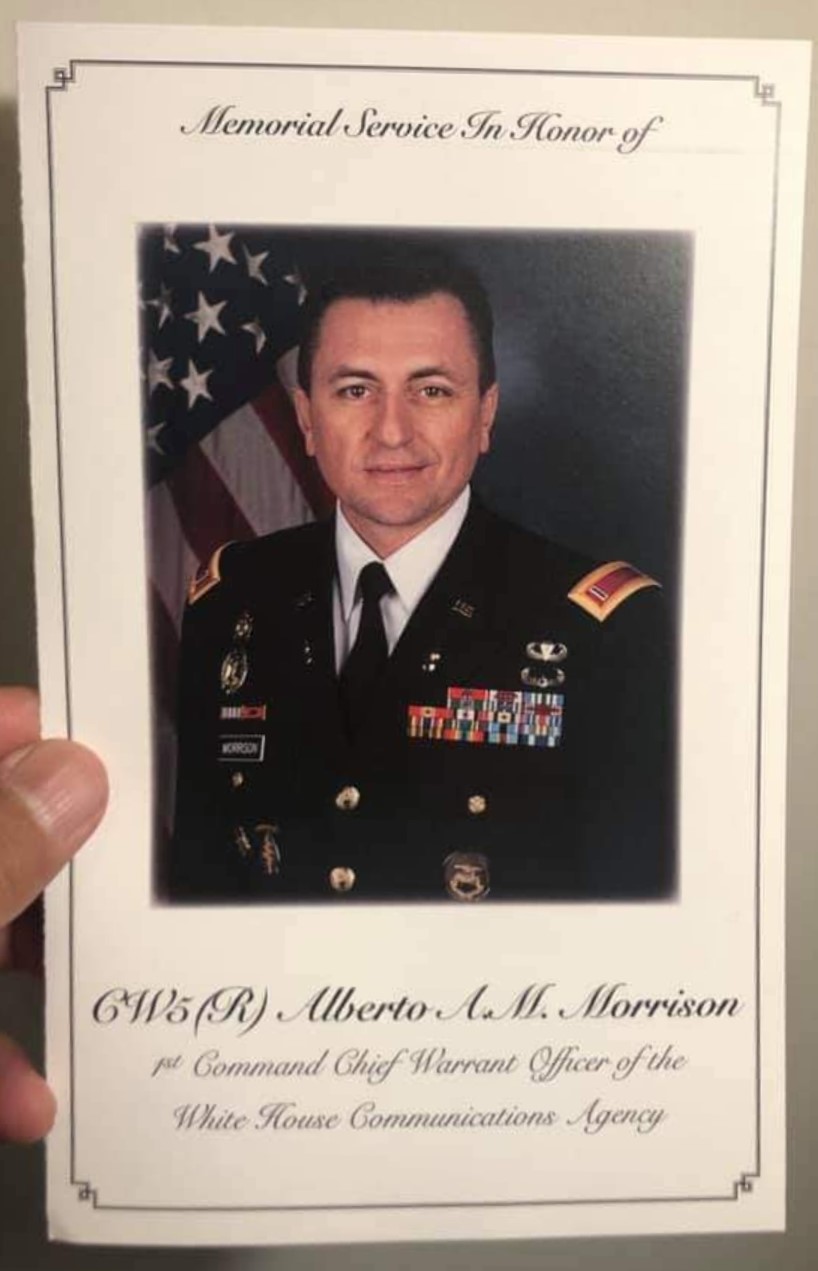 Memorial Service In Honor of
MORRISON
CW5(R) Alberto A.M. Morrison
1st Command Chief Warrant Officer of the
White House Communications Agency